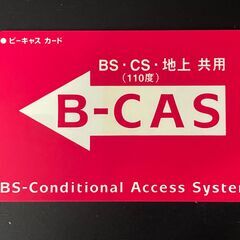 ● ビーキャス カード
BS・CS・地上 共用
(110度)
B-CAS
BS-Conditional Access System